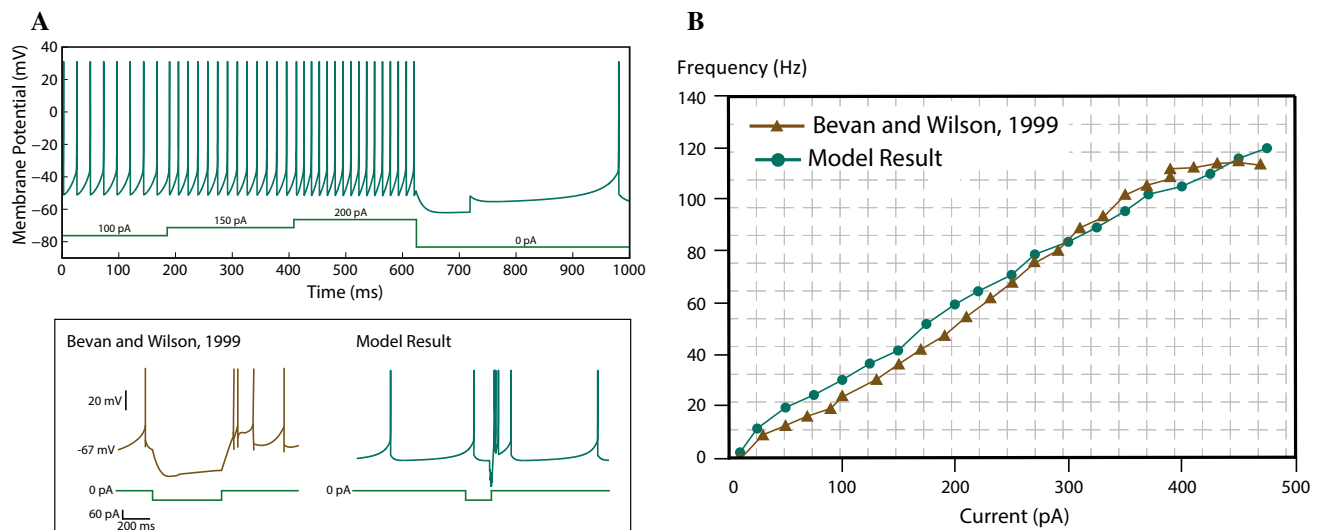 A
Membrane Potential (mV)
40
20
0
−20
−40
−60
−80
100 pA
150 pA
200 pA
0 pA
0 100 200 300 400 500 600 700 800 900 1000
Time (ms)
Bevan and Wilson, 1999
20 mV
-67 mV
0 pA
60 pA
200 ms
Model Result
0 pA
B
Frequency (Hz)
140
120
100
80
60
40
20
0
Bevan and Wilson, 1999
Model Result
0 100 200 300 400 500
Current (pA)